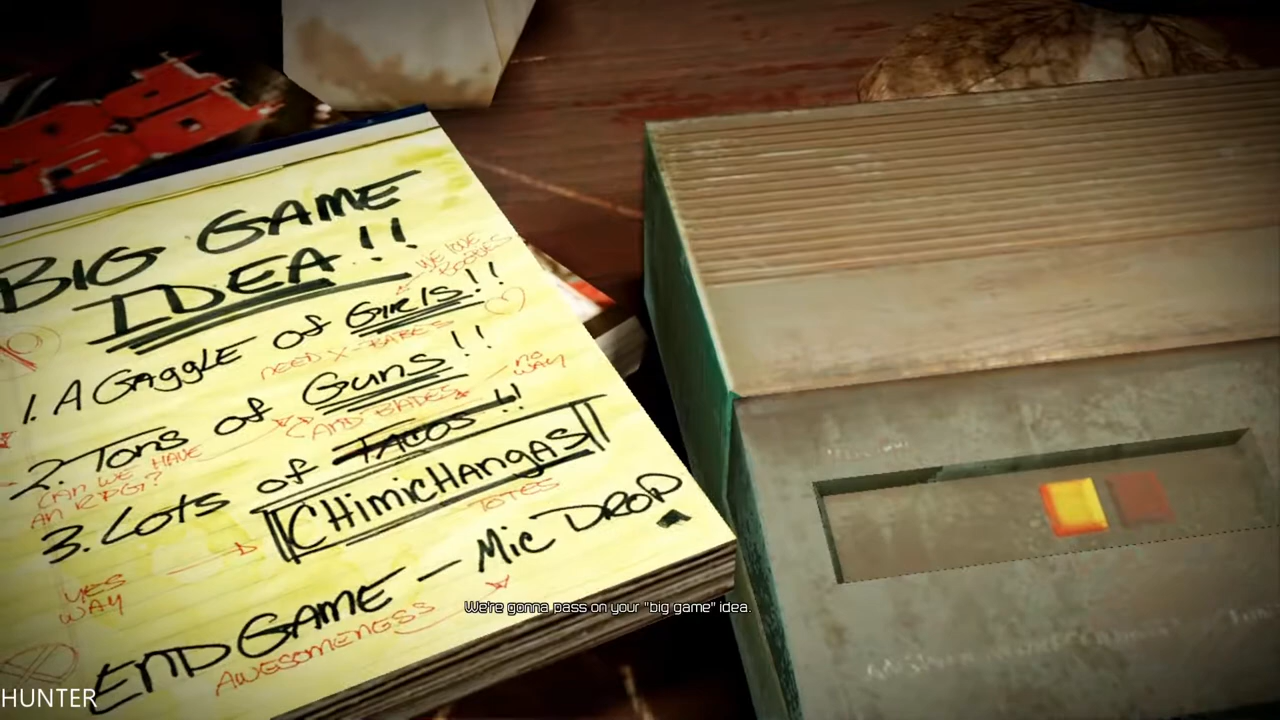 BIG GAME
IDEA!!
WE LOVE
BOOBIES
1. A GaggLE of GIRLS!!
NEED X-BABES
2. Tons of Guns!!
(AND BABES
no
WAY
CAN WE HAVE
AN RPG?
3. Lots of TACOS!!
CHimicHangas
TOTES
YES
WAY
END GAME - Mic DROP
AWESOMENESS
We're gonna pass on your "big game" idea.
HUNTER